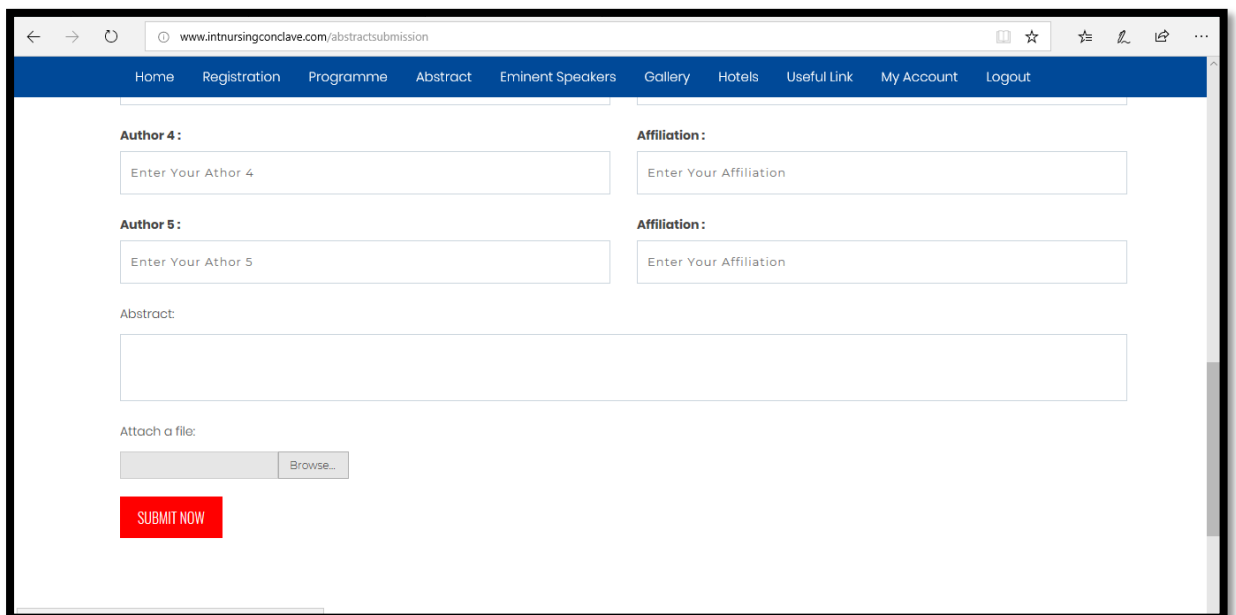 www.intnursingconclave.com/abstractsubmission
Home Registration Programme Abstract Eminent Speakers Gallery Hotels Useful Link My Account Logout
Author 4 : Affiliation :
Enter Your Athor 4 Enter Your Affiliation
Author 5 : Affiliation :
Enter Your Athor 5 Enter Your Affiliation
Abstract:
Attach a file:
Browse...
SUBMIT NOW